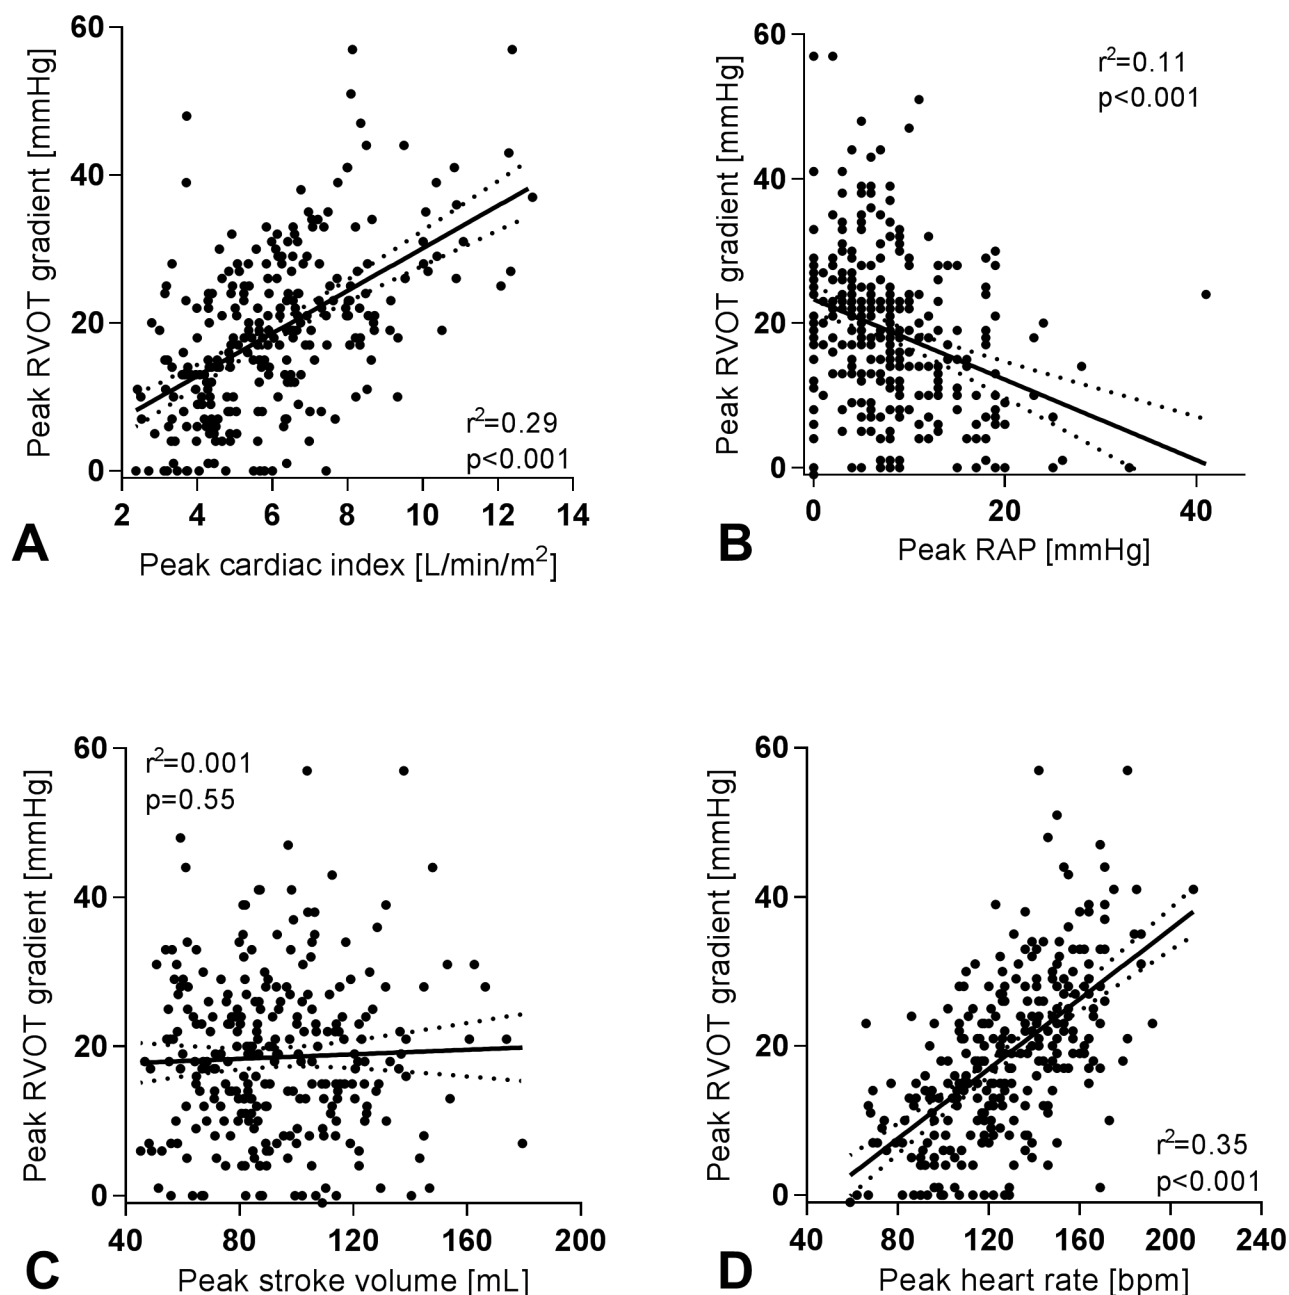 60
40
20
0
Peak RVOT gradient [mmHg]
r²=0.29
p<0.001
2 4 6 8 10 12 14
A
Peak cardiac index [L/min/m²]
60
40
20
0
Peak RVOT gradient [mmHg]
r²=0.11
p<0.001
0 20 40
B
Peak RAP [mmHg]
60
40
20
0
Peak RVOT gradient [mmHg]
r²=0.001
p=0.55
40 80 120 160 200
C
Peak stroke volume [mL]
60
40
20
0
Peak RVOT gradient [mmHg]
r²=0.35
p<0.001
40 80 120 160 200 240
D
Peak heart rate [bpm]